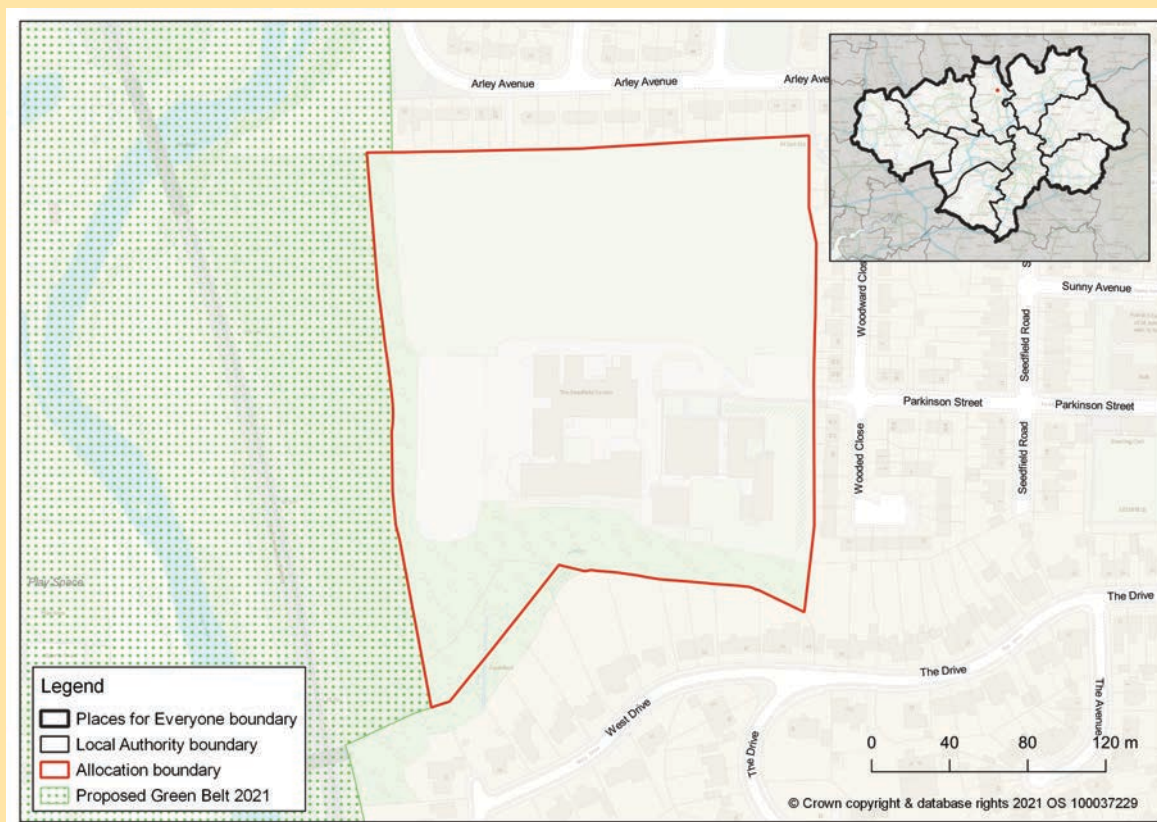 Arley Avenue
Arley Avenue
Arley Ave
Woodward Close
Seedfield Road
Sunny Avenue
The Seedfield Centre
Parkinson Street
Parkinson Street
Wooded Close
Seedfield Road
Play Space
The Drive
The Drive
West Drive
The Drive
The Avenue
Legend
Places for Everyone boundary
Local Authority boundary
Allocation boundary
Proposed Green Belt 2021
0 40 80 120 m
© Crown copyright & database rights 2021 OS 100037229